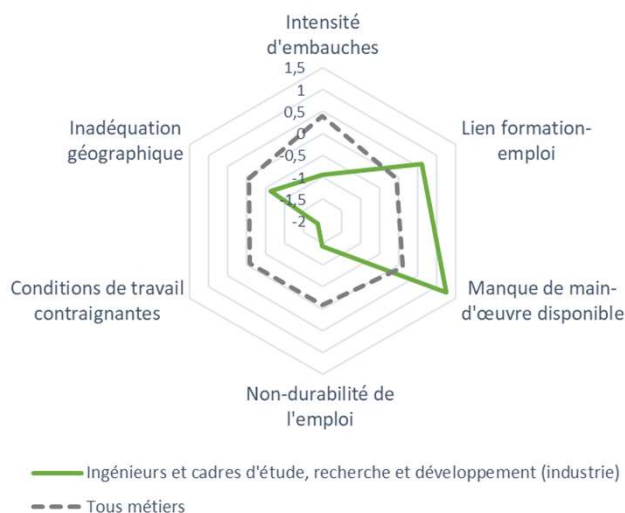 Intensité
d'embauches
1,5
1
0,5
0
-0,5
-1
-1,5
-2
Inadéquation
géographique
Lien formation-
emploi
Conditions de travail
contraignantes
Manque de main-
d'œuvre disponible
Non-durabilité de
l'emploi
Ingénieurs et cadres d'étude, recherche et développement (industrie)
Tous métiers